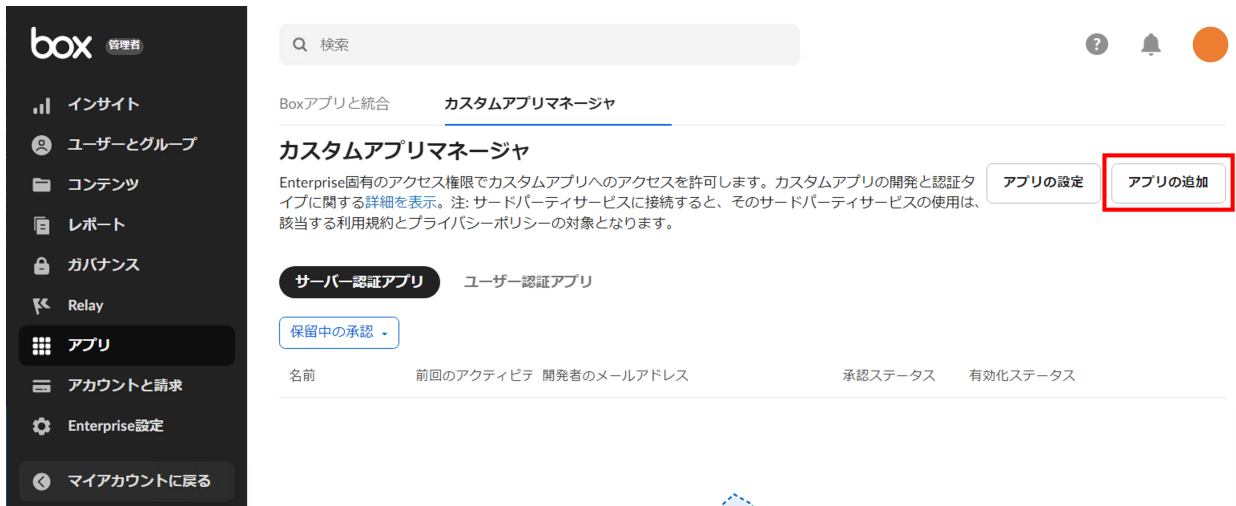 box 管理者
検索
インサイト
ユーザーとグループ
コンテンツ
レポート
ガバナンス
Relay
アプリ
アカウントと請求
Enterprise設定
マイアカウントに戻る
Boxアプリと統合 カスタムアプリマネージャ
カスタムアプリマネージャ
Enterprise固有のアクセス権限でカスタムアプリへのアクセスを許可します。カスタムアプリの開発と認証タ
イプに関する詳細を表示。注: サードパーティサービスに接続すると、そのサードパーティサービスの使用は、
該当する利用規約とプライバシーポリシーの対象となります。
アプリの設定 アプリの追加
サーバー認証アプリ ユーザー認証アプリ
保留中の承認
名前 前回のアクティビテ 開発者のメールアドレス 承認ステータス 有効化ステータス